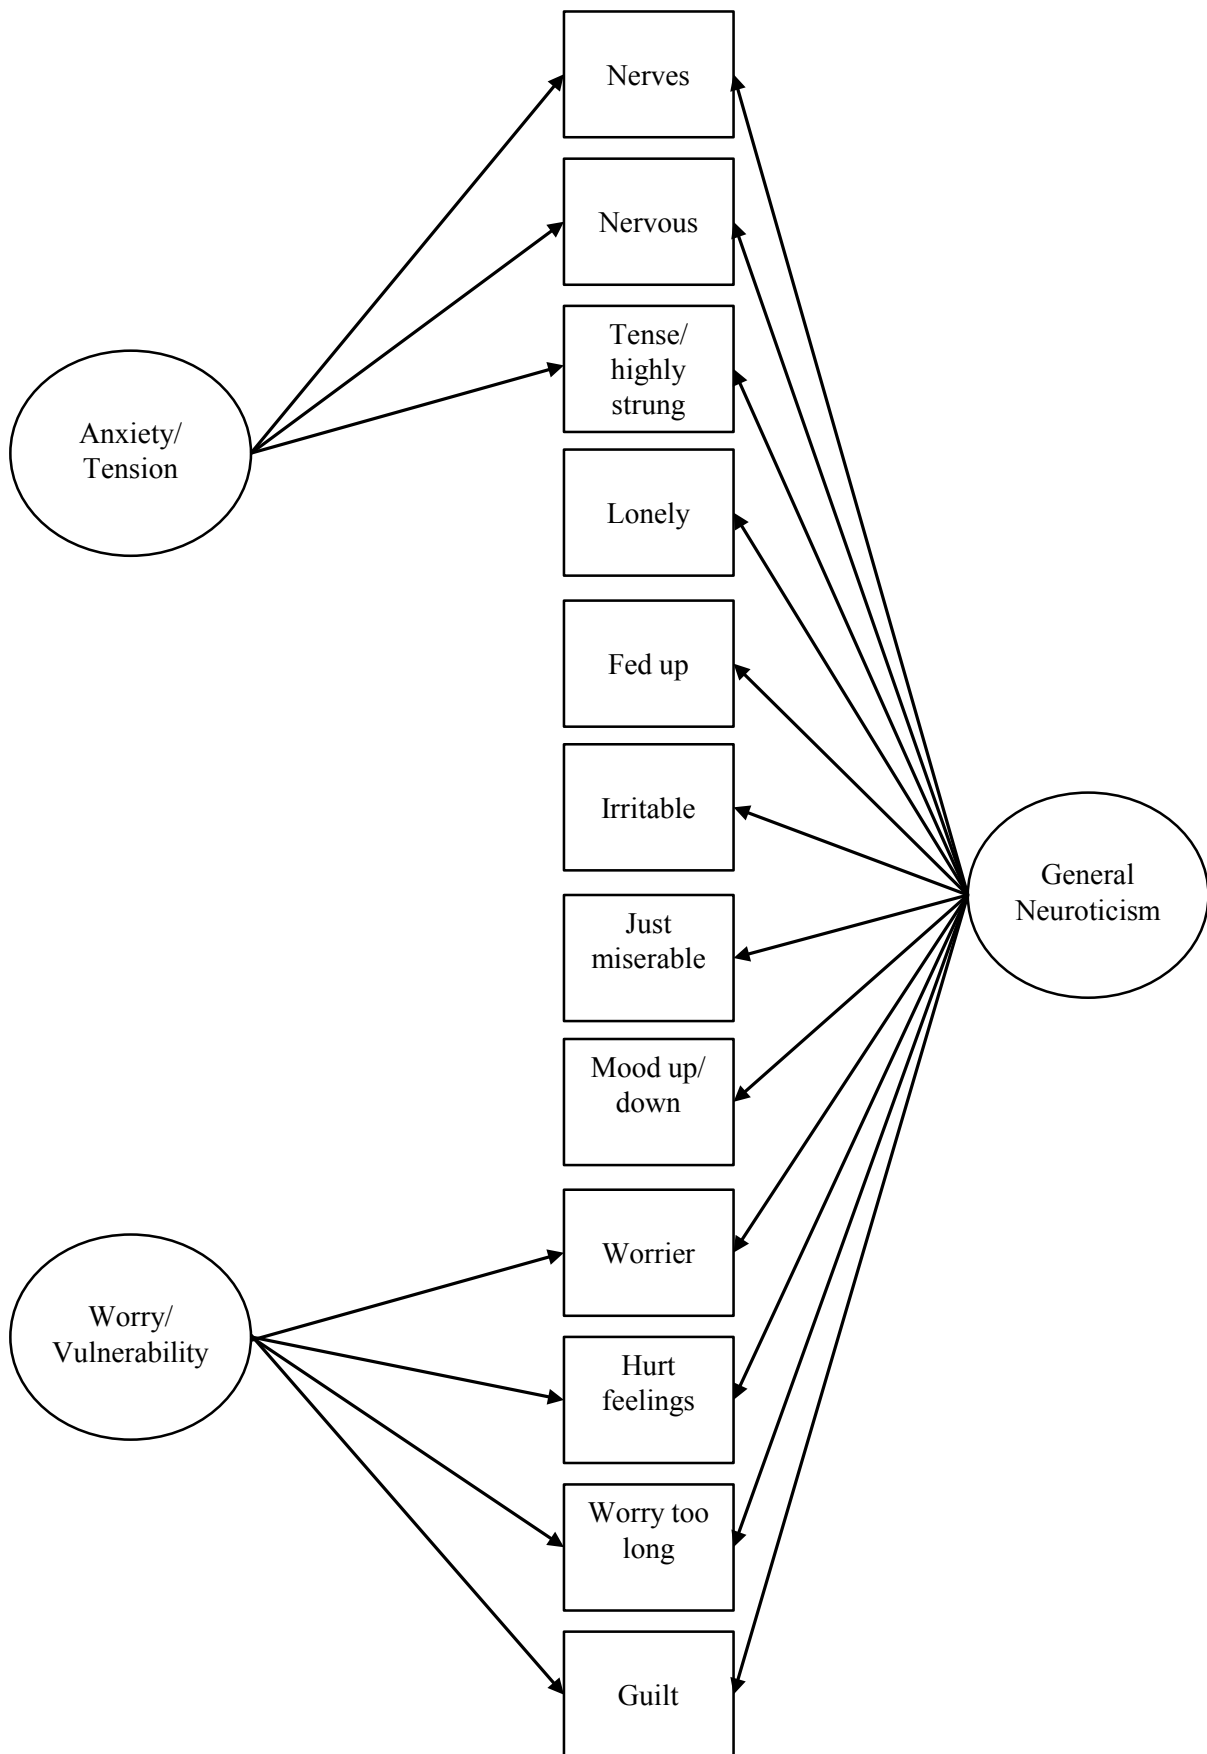 Nerves
Nervous
Tense/
highly
strung
Anxiety/
Tension
Lonely
Fed up
Irritable
General
Neuroticism
Just
miserable
Mood up/
down
Worrier
Worry/
Vulnerability
Hurt
feelings
Worry too
long
Guilt